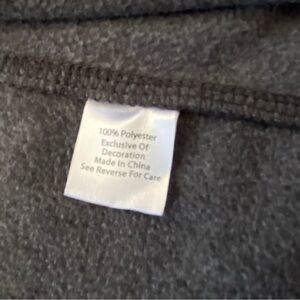 100% Polyester
Exclusive Of
Decoration
Made In China
See Reverse For Care